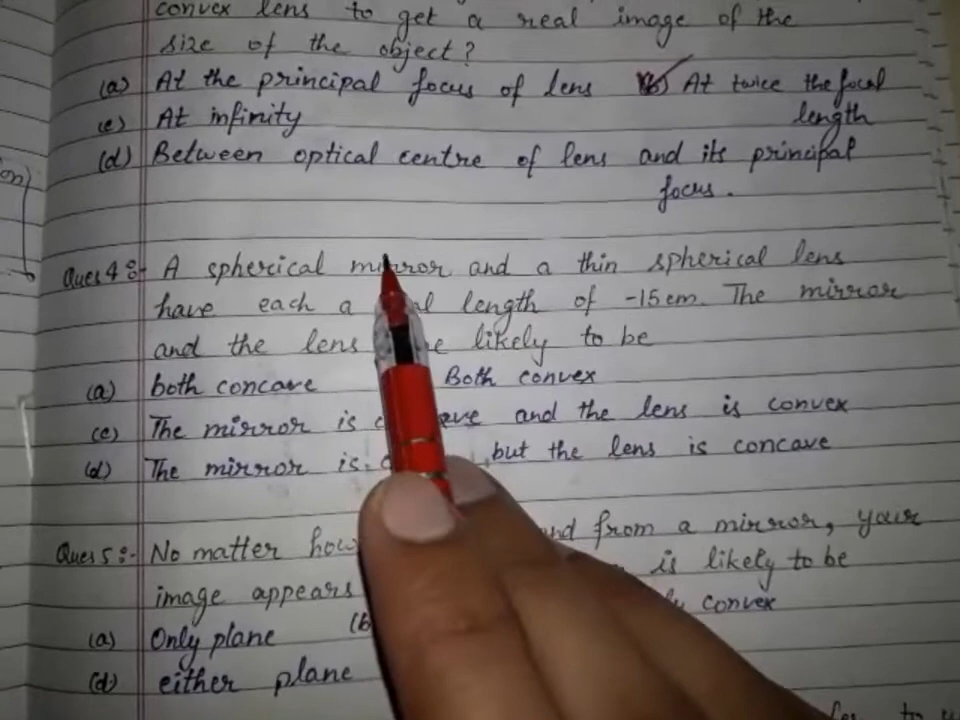 convex lens to get a real image of the
size of the object?
(a) At the principal focus of lens (b) At twice the focal
(c) At infinity length
(d) Between optical centre of lens and its principal
focus.
on)
Ques 4:- A spherical mirror and a thin spherical lens
have each a length of -15cm. The mirror
and the lens likely to be
(a) both concave Both convex
(c) The mirror is and the lens is convex
(d) The mirror is but the lens is concave
Ques 5:- No matter how from a mirror, your
image appears is likely to be
(a) Only plane (b convex
(d) either plane